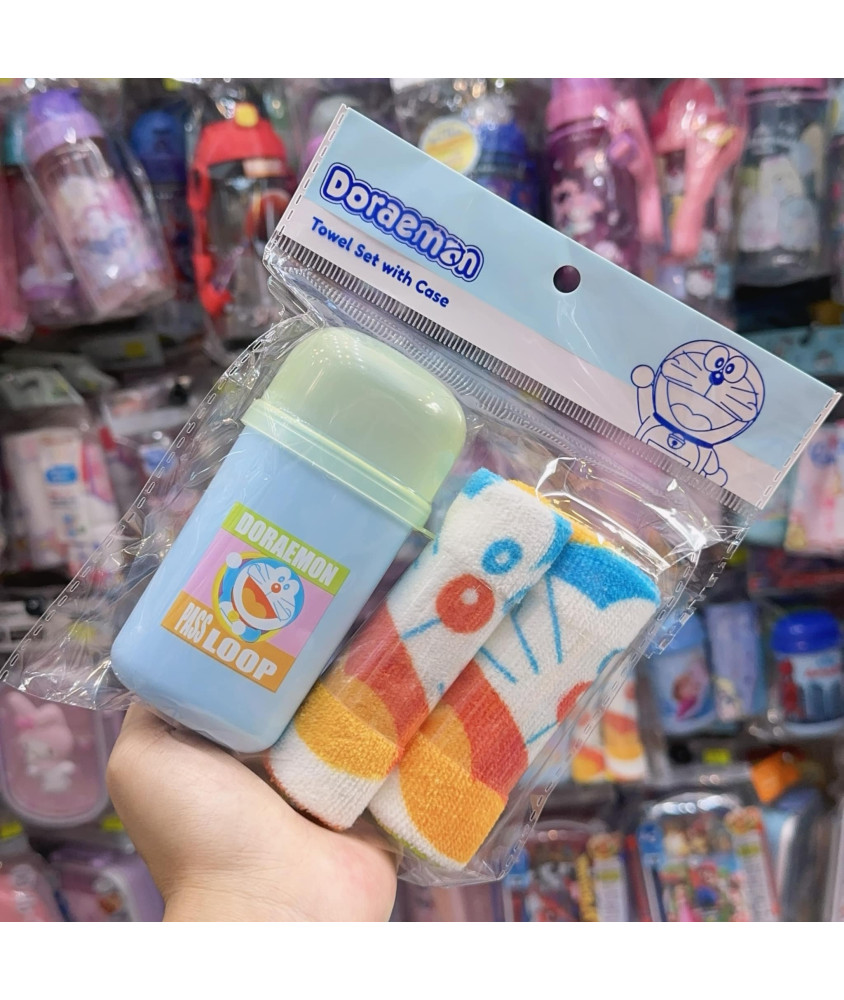 Doraemon
Towel Set with Case
DORAEMON
PASS LOOP